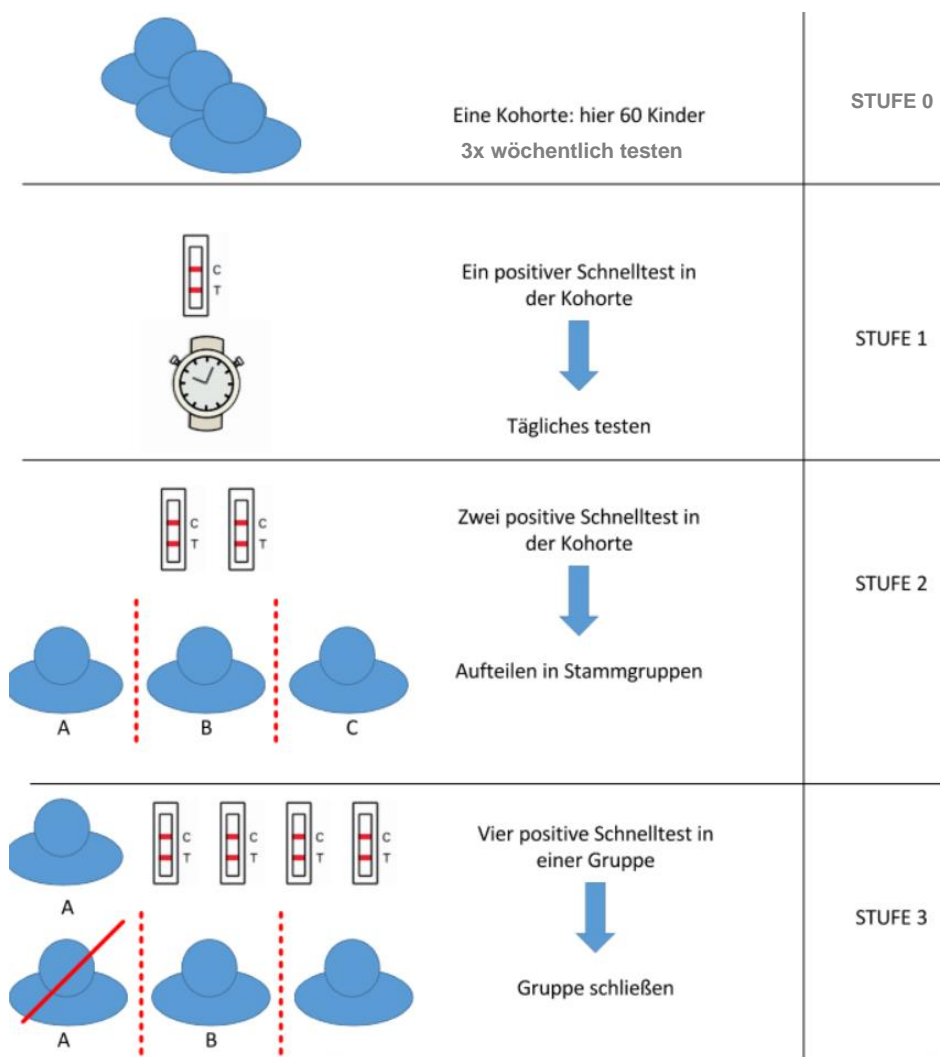 Eine Kohorte: hier 60 Kinder
3x wöchentlich testen
STUFE 0
C
T
Ein positiver Schnelltest in
der Kohorte
Tägliches testen
STUFE 1
C
T
C
T
Zwei positive Schnelltest in
der Kohorte
Aufteilen in Stammgruppen
STUFE 2
A
B
C
C
T
C
T
C
T
C
T
Vier positive Schnelltest in
einer Gruppe
Gruppe schließen
STUFE 3
A
A
B